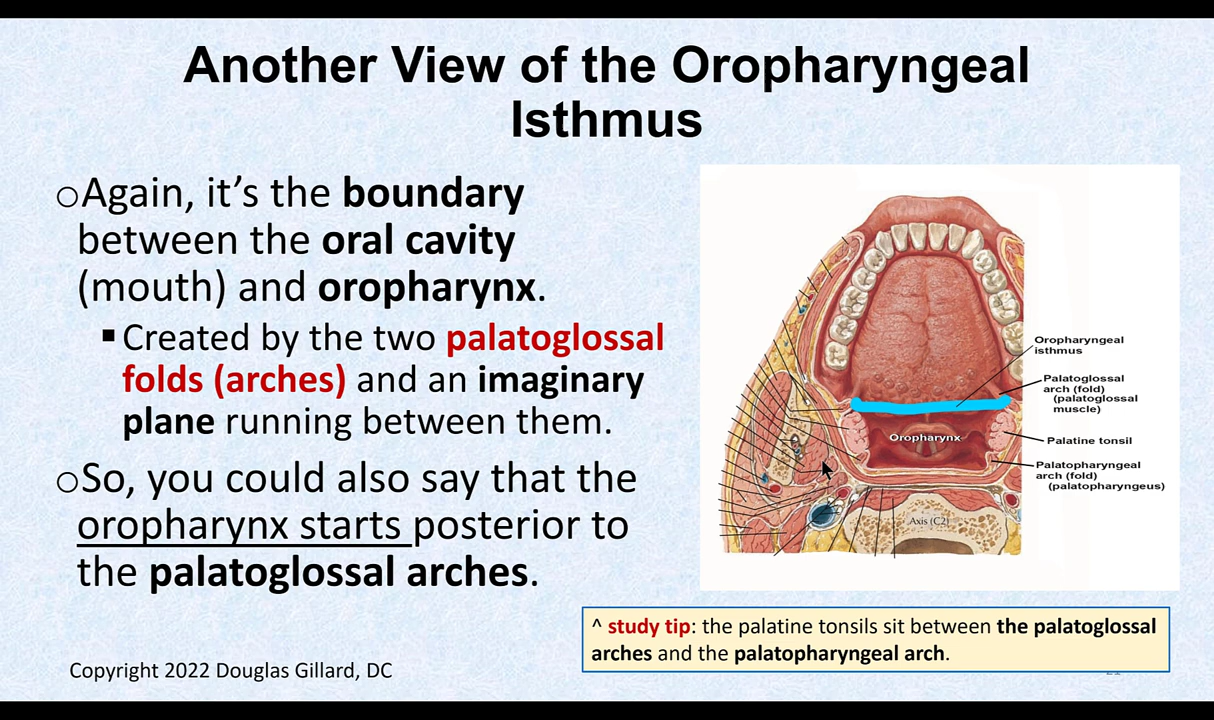 Another View of the Oropharyngeal
Isthmus
oAgain, it’s the boundary
between the oral cavity
(mouth) and oropharynx.
▪Created by the two palatoglossal
folds (arches) and an imaginary
plane running between them.
oSo, you could also say that the
oropharynx starts posterior to
the palatoglossal arches.
Oropharyngeal
isthmus
Palatoglossal
arch (fold)
(palatoglossal
muscle)
Oropharynx
Palatine tonsil
Palatopharyngeal
arch (fold)
(palatopharyngeus)
Axis (C2)
^ study tip: the palatine tonsils sit between the palatoglossal
arches and the palatopharyngeal arch.
Copyright 2022 Douglas Gillard, DC